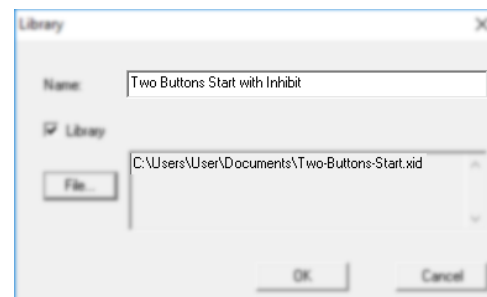 Library
Name: Two Buttons Start with Inhibit
Library
C:\Users\User\Documents\Two-Buttons-Start.xid
File...
OK Cancel